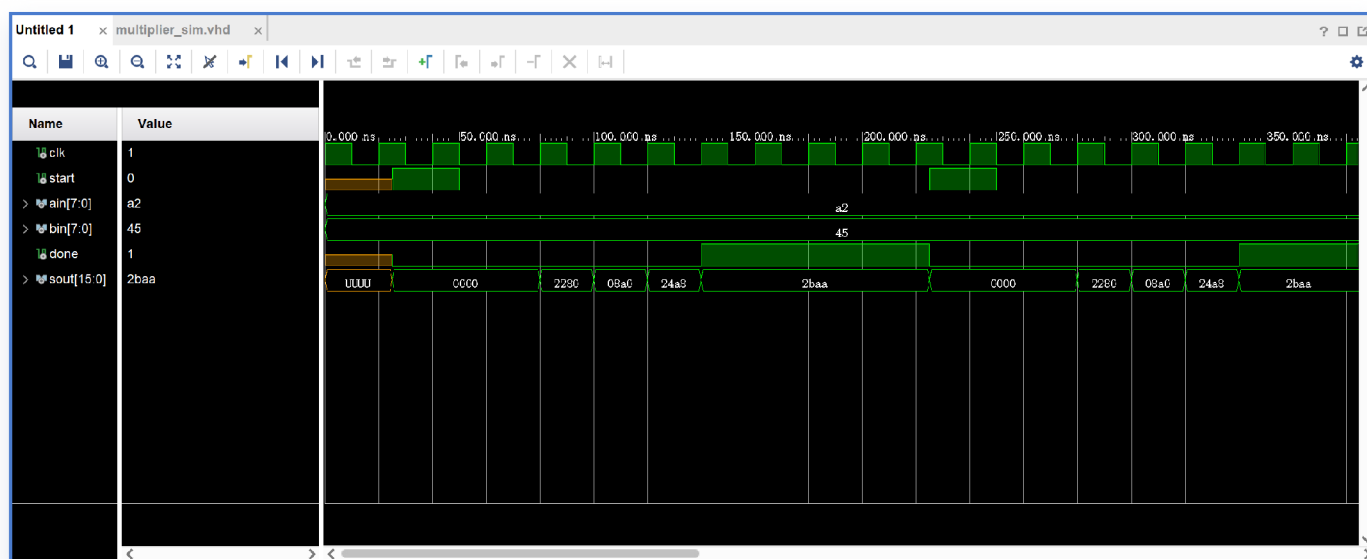 Untitled 1 × multiplier_sim.vhd × ?
Name Value
0.000 ns 50.000 ns 100.000 ns 150.000 ns 200.000 ns 250.000 ns 300.000 ns 350.000 ns
clk 1
start 0
ain[7:0] a2 a2
bin[7:0] 45 45
done 1
sout[15:0] 2baa UUUU 0000 2280 08a0 24a8 2baa 0000 2280 08a0 24a8 2baa